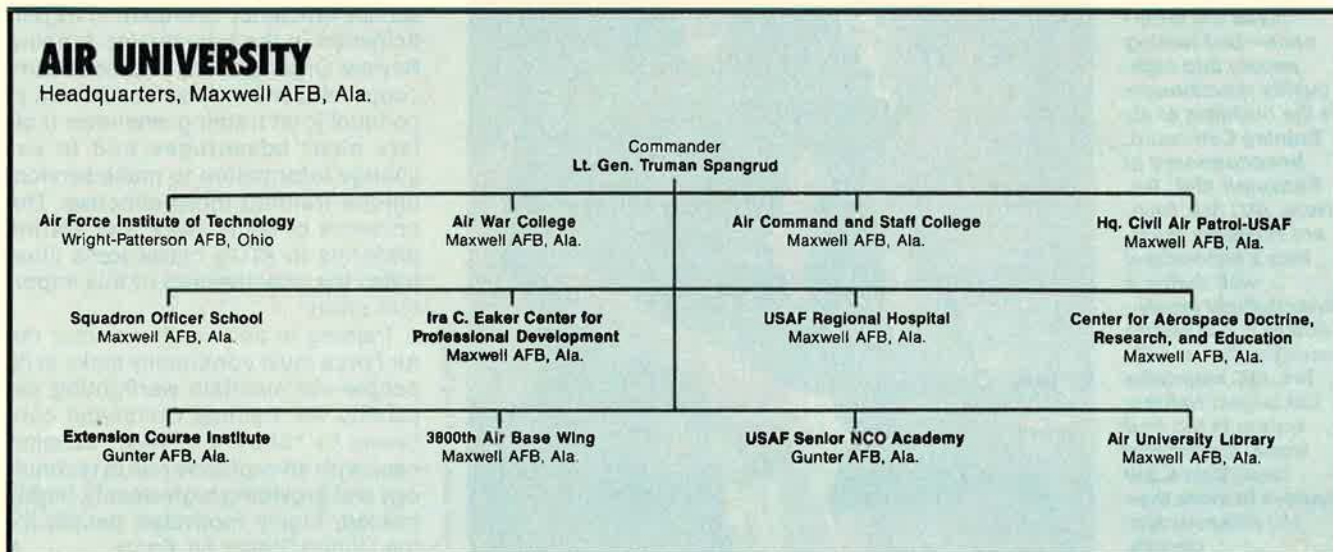 AIR UNIVERSITY
Headquarters, Maxwell AFB, Ala.
Commander
Lt. Gen. Truman Spangrud
Air Force Institute of Technology
Wright-Patterson AFB, Ohio
Air War College
Maxwell AFB, Ala.
Air Command and Staff College
Maxwell AFB, Ala.
Hq. Civil Air Patrol-USAF
Maxwell AFB, Ala.
Squadron Officer School
Maxwell AFB, Ala.
Ira C. Eaker Center for
Professional Development
Maxwell AFB, Ala.
USAF Regional Hospital
Maxwell AFB, Ala.
Center for Aerospace Doctrine,
Research, and Education
Maxwell AFB, Ala.
Extension Course Institute
Gunter AFB, Ala.
3800th Air Base Wing
Maxwell AFB, Ala.
USAF Senior NCO Academy
Gunter AFB, Ala.
Air University Library
Maxwell AFB, Ala.